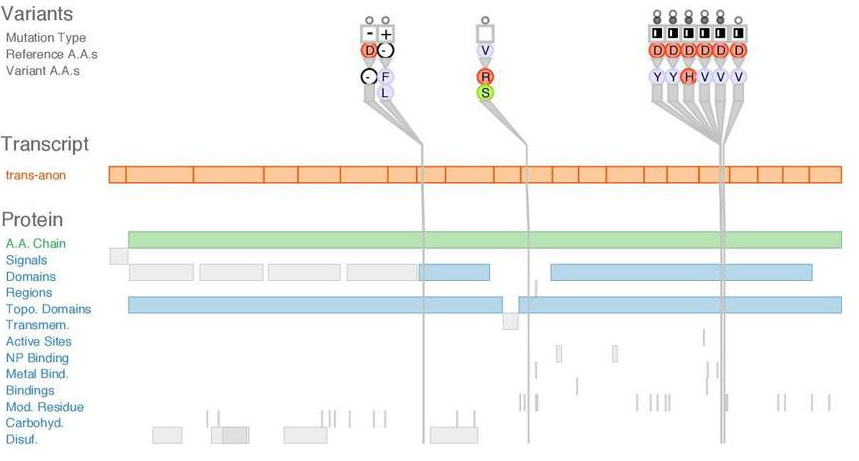 Variants
Mutation Type - +
Reference A.A.s D - V D D D D D D
Variant A.A.s - F R Y Y H V V V
L S
Transcript
trans-anon
Protein
A.A. Chain
Signals
Domains
Regions
Topo. Domains
Transmem.
Active Sites
NP Binding
Metal Bind.
Bindings
Mod. Residue
Carbohyd.
Disuf.